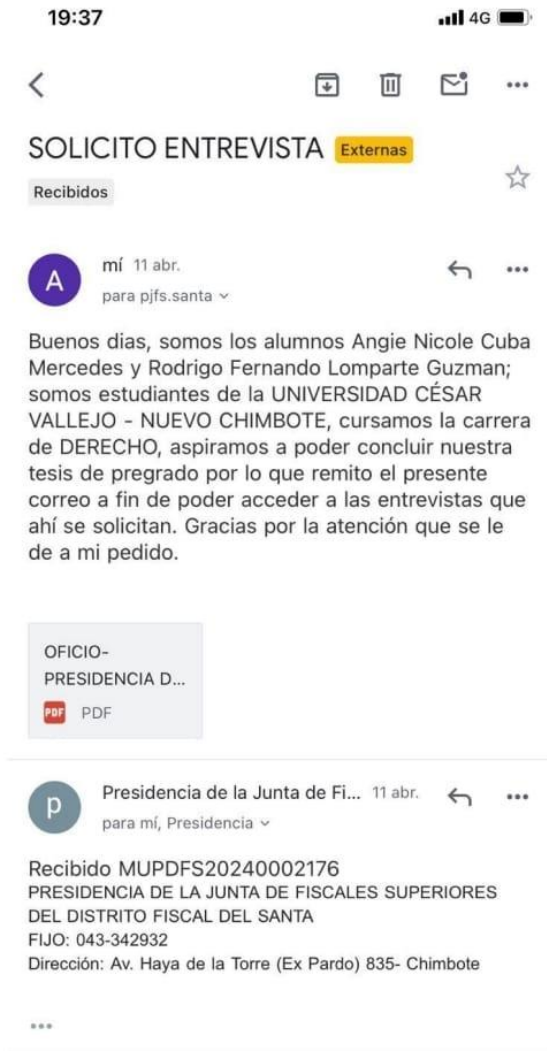 19:37
4G
SOLICITO ENTREVISTA Externas
Recibidos
A
mí 11 abr.
para pjfs.santa
Buenos dias, somos los alumnos Angie Nicole Cuba
Mercedes y Rodrigo Fernando Lomparte Guzman;
somos estudiantes de la UNIVERSIDAD CÉSAR
VALLEJO - NUEVO CHIMBOTE, cursamos la carrera
de DERECHO, aspiramos a poder concluir nuestra
tesis de pregrado por lo que remito el presente
correo a fin de poder acceder a las entrevistas que
ahí se solicitan. Gracias por la atención que se le
de a mi pedido.
OFICIO-
PRESIDENCIA D...
PDF PDF
p
Presidencia de la Junta de Fi... 11 abr.
para mí, Presidencia
Recibido MUPDFS20240002176
PRESIDENCIA DE LA JUNTA DE FISCALES SUPERIORES
DEL DISTRITO FISCAL DEL SANTA
FIJO: 043-342932
Dirección: Av. Haya de la Torre (Ex Pardo) 835- Chimbote